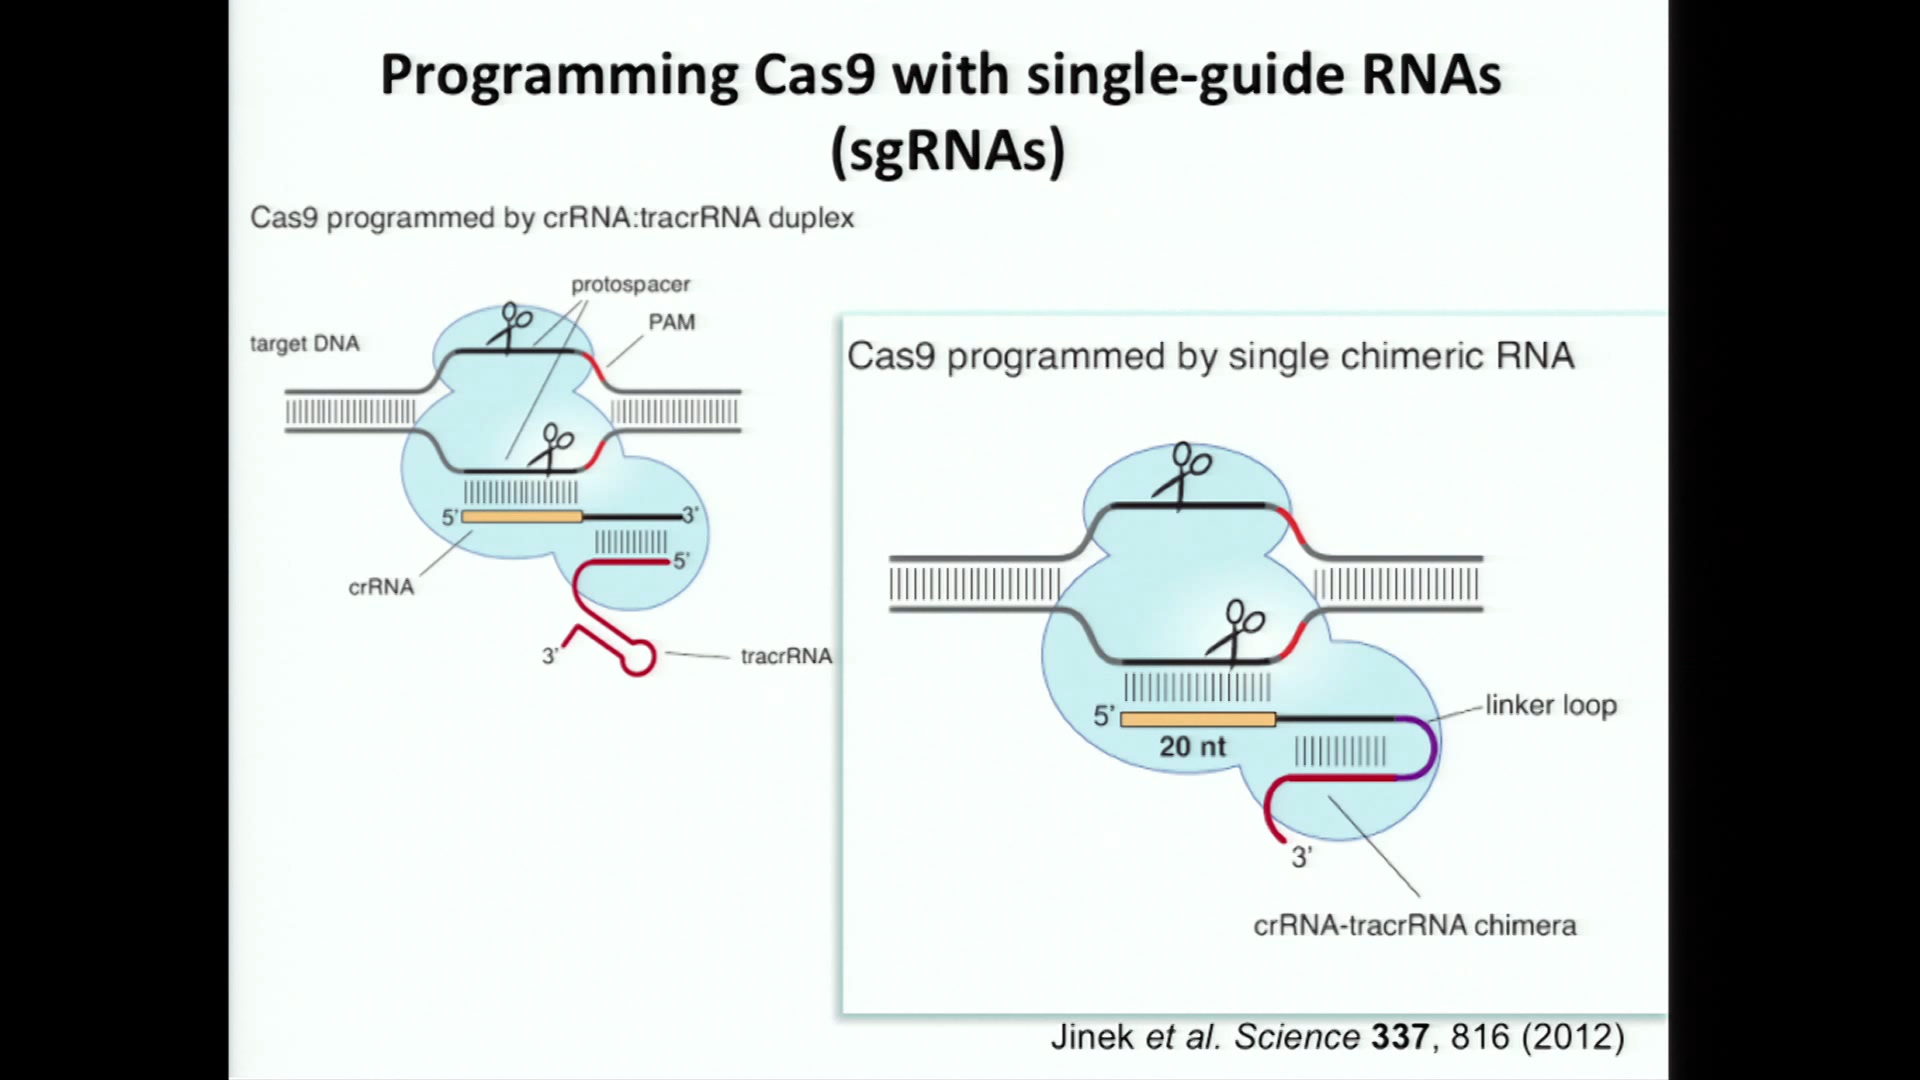 Programming Cas9 with single-guide RNAs
(sgRNAs)
Cas9 programmed by crRNA:tracrRNA duplex
protospacer
PAM
target DNA
5’
3’
5’
crRNA
3’
tracrRNA
Cas9 programmed by single chimeric RNA
linker loop
5’
20 nt
3’
crRNA-tracrRNA chimera
Jinek et al. Science 337, 816 (2012)